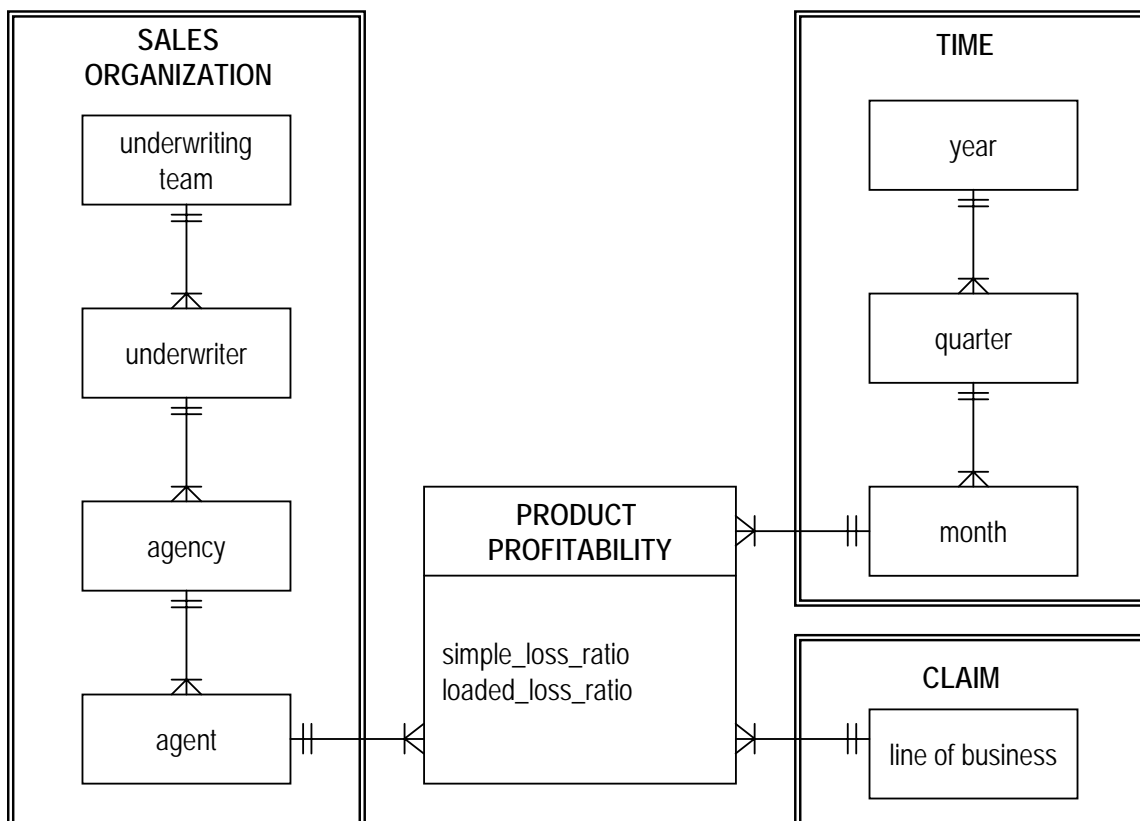 SALES
ORGANIZATION
underwriting
team
underwriter
agency
agent
PRODUCT
PROFITABILITY
simple_loss_ratio
loaded_loss_ratio
TIME
year
quarter
month
CLAIM
line of business